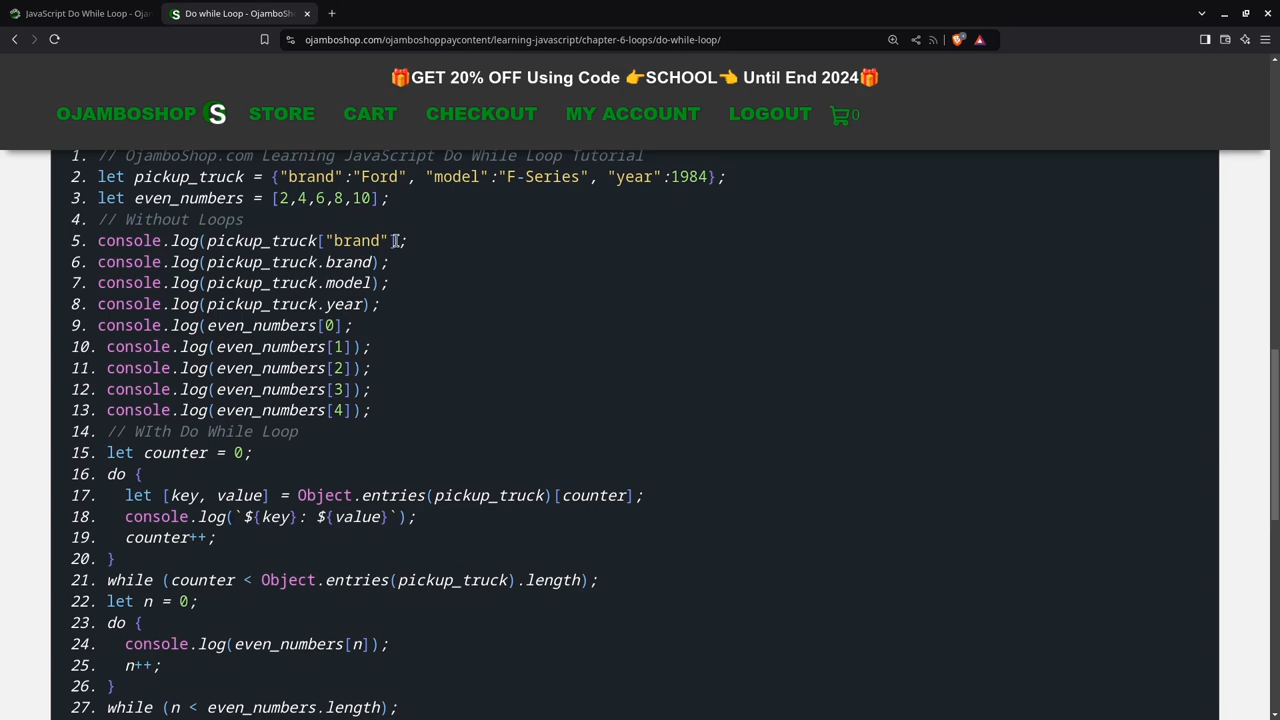 JavaScript Do While Loop - Oja
Do while Loop - OjamboSh
ojamboshop.com/ojamboshoppaycontent/learning-javascript/chapter-6-loops/do-while-loop/
🎁GET 20% OFF Using Code 👉SCHOOL👈 Until End 2024🎁
OJAMBOSHOP S STORE CART CHECKOUT MY ACCOUNT LOGOUT 0
1. // OjamboShop.com Learning JavaScript Do While Loop Tutorial
2. let pickup_truck = {"brand":"Ford", "model":"F-Series", "year":1984};
3. let even_numbers = [2,4,6,8,10];
4. // Without Loops
5. console.log(pickup_truck["brand"];
6. console.log(pickup_truck.brand);
7. console.log(pickup_truck.model);
8. console.log(pickup_truck.year);
9. console.log(even_numbers[0];
10. console.log(even_numbers[1]);
11. console.log(even_numbers[2]);
12. console.log(even_numbers[3]);
13. console.log(even_numbers[4]);
14. // WIth Do While Loop
15. let counter = 0;
16. do {
17. let [key, value] = Object.entries(pickup_truck)[counter];
18. console.log(`${key}: ${value}`);
19. counter++;
20. }
21. while (counter < Object.entries(pickup_truck).length);
22. let n = 0;
23. do {
24. console.log(even_numbers[n]);
25. n++;
26. }
27. while (n < even_numbers.length);